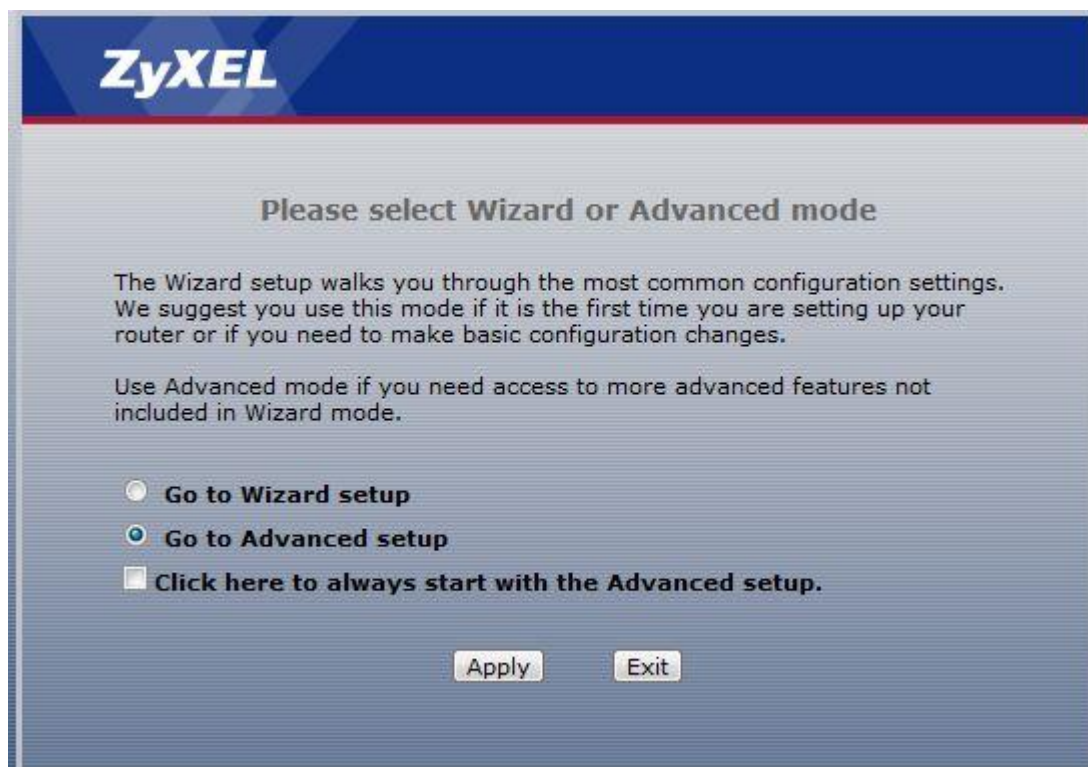 ZyXEL
Please select Wizard or Advanced mode
The Wizard setup walks you through the most common configuration settings.
We suggest you use this mode if it is the first time you are setting up your
router or if you need to make basic configuration changes.
Use Advanced mode if you need access to more advanced features not
included in Wizard mode.
Go to Wizard setup
Go to Advanced setup
Click here to always start with the Advanced setup.
Apply Exit